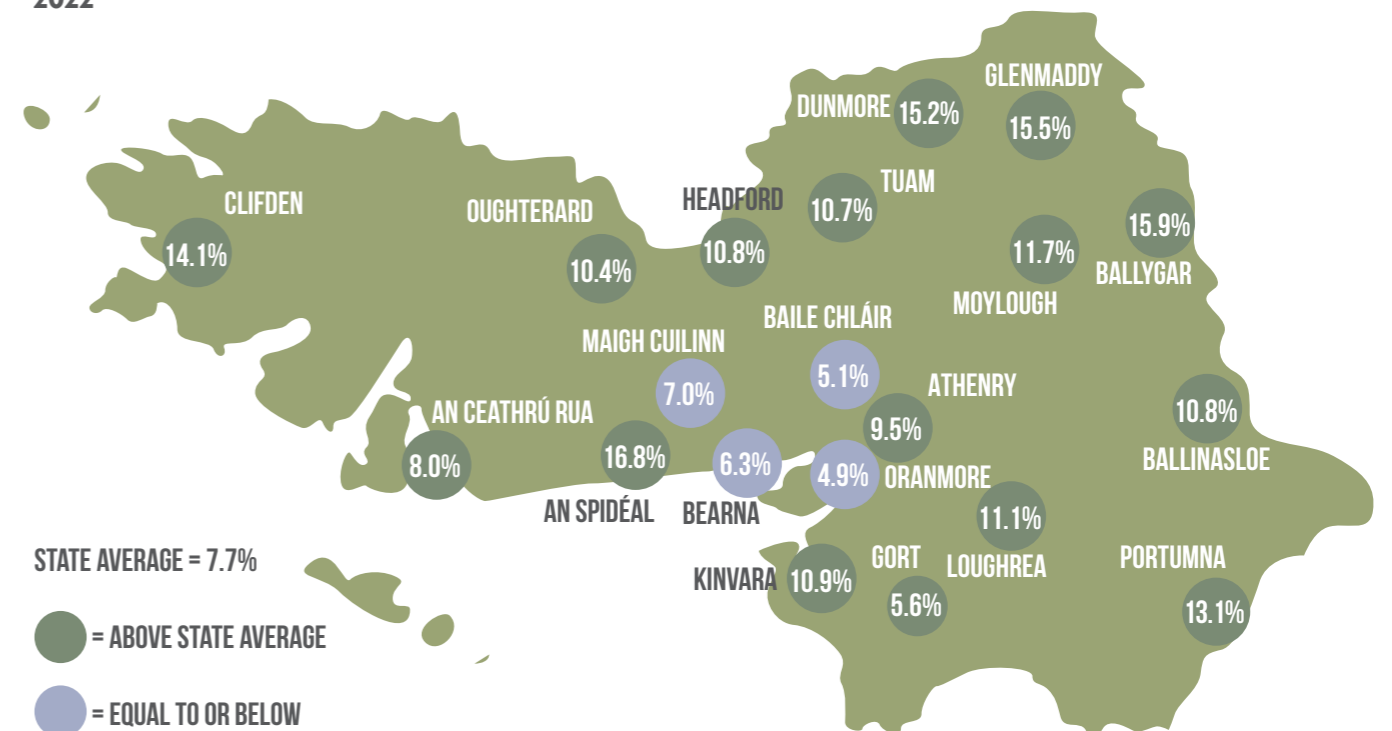 2022
GLENMADDY
DUNMORE
15.2%
15.5%
TUAM
HEADFORD
10.7%
CLIFDEN
OUGHTERARD
15.9%
14.1%
10.4%
10.8%
11.7%
BALLYGAR
MOYLOUGH
BAILE CHLÁIR
MAIGH CUILINN
5.1%
ATHENRY
7.0%
AN CEATHRÚ RUA
10.8%
9.5%
8.0%
16.8%
6.3%
4.9%
ORANMORE
BALLINASLOE
AN SPIDÉAL
BEARNA
11.1%
STATE AVERAGE = 7.7%
GORT
LOUGHREA
PORTUMNA
KINVARA
10.9%
5.6%
13.1%
= ABOVE STATE AVERAGE
= EQUAL TO OR BELOW